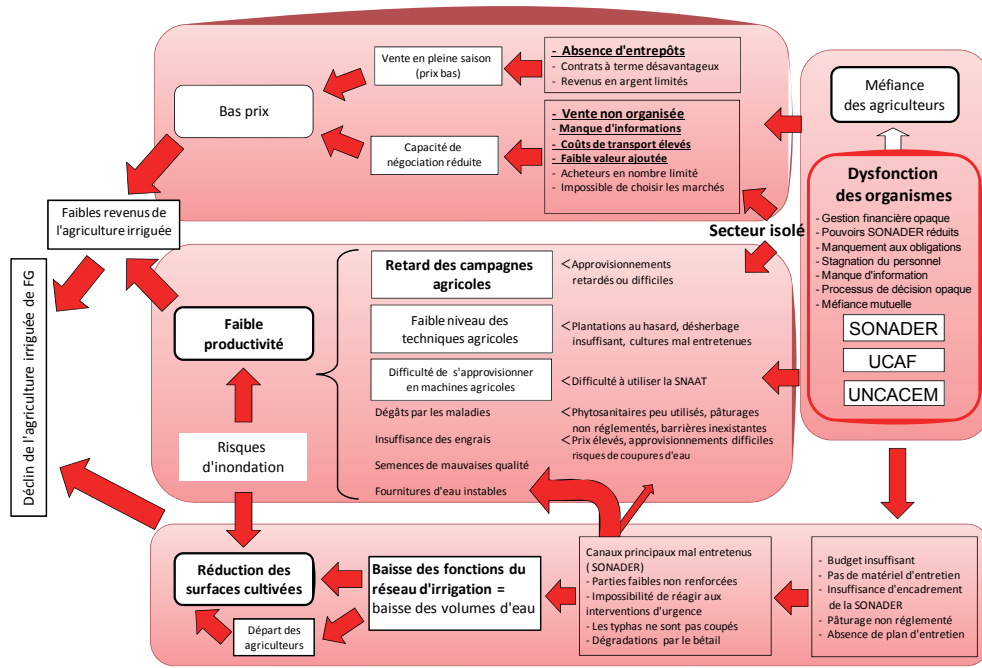 Vente en pleine saison
(prix bas)
- Absence d'entrepôts
- Contrats à terme désavantageux
- Revenus en argent limités
Bas prix
Capacité de
négociation réduite
- Vente non organisée
- Manque d'informations
- Coûts de transport élevés
- Faible valeur ajoutée
- Acheteurs en nombre limité
- Impossible de choisir les marchés
Méfiance
des agriculteurs
Dysfonction
des organismes
- Gestion financière opaque
- Pouvoirs SONADER réduits
- Manquement aux obligations
- Stagnation du personnel
- Manque d'information
- Processus de décision opaque
- Méfiance mutuelle
SONADER
UCAF
UNCACEM
Secteur isolé
Faibles revenus de
l'agriculture irriguée
Déclin de l'agriculture irriguée de FG
Faible
productivité
Retard des campagnes
agricoles
<Approvisionnements
retardés ou difficiles
Faible niveau des
techniques agricoles
<Plantations au hasard, désherbage
insuffisant, cultures mal entretenues
Difficulté de s'approvisionner
en machines agricoles
<Difficulté à utiliser la SNAAT
Dégâts par les maladies
<Phytosanitaires peu utilisés, pâturages
non réglementés, barrières inexistantes
Insuffisance des engrais
<Prix élevés, approvisionnements difficiles
risques de coupures d'eau
Semences de mauvaises qualité
Fournitures d'eau instables
Risques
d'inondation
Réduction des
surfaces cultivées
Départ des
agriculteurs
Baisse des fonctions du
réseau d'irrigation =
baisse des volumes d'eau
Canaux principaux mal entretenus
(SONADER)
- Parties faibles non renforcées
- Impossibilité de réagir aux
interventions d'urgence
- Les typhas ne sont pas coupés
- Dégradations par le bétail
- Budget insuffisant
- Pas de matériel d'entretien
- Insuffisance d'encadrement
de la SONADER
- Pâturage non réglementé
- Absence de plan d'entretien